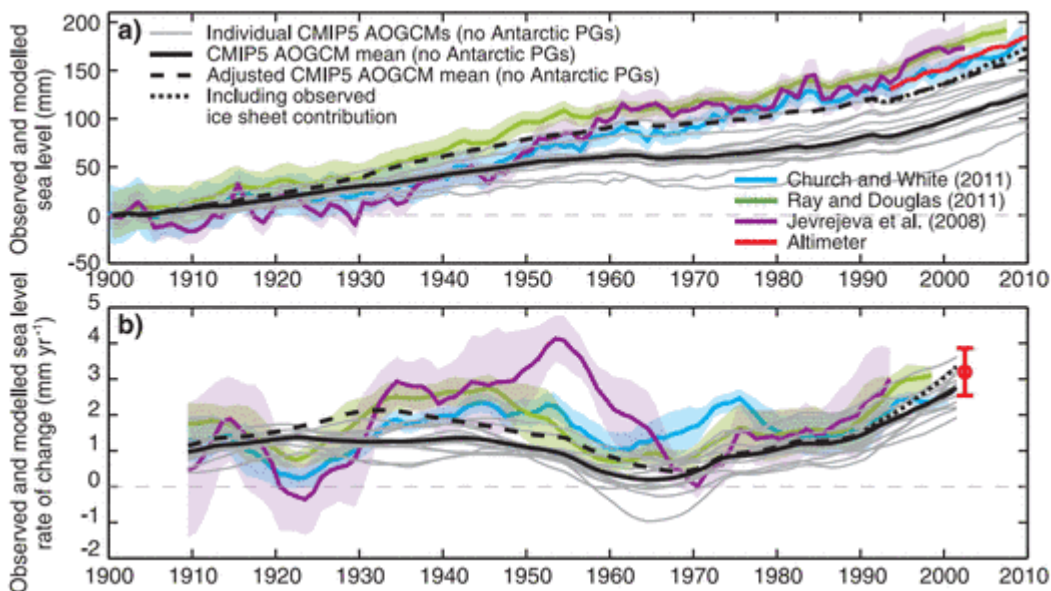 a)
Individual CMIP5 AOGCMs (no Antarctic PGs)
CMIP5 AOGCM mean (no Antarctic PGs)
Adjusted CMIP5 AOGCM mean (no Antarctic PGs)
Including observed
ice sheet contribution
Observed and modelled
sea level (mm)
200
150
100
50
0
-50
Church and White (2011)
Ray and Douglas (2011)
Jevrejeva et al. (2008)
Altimeter
1900 1910 1920 1930 1940 1950 1960 1970 1980 1990 2000 2010
b)
Observed and modelled sea level
rate of change (mm yr⁻¹)
5
4
3
2
1
0
-1
-2
1900 1910 1920 1930 1940 1950 1960 1970 1980 1990 2000 2010